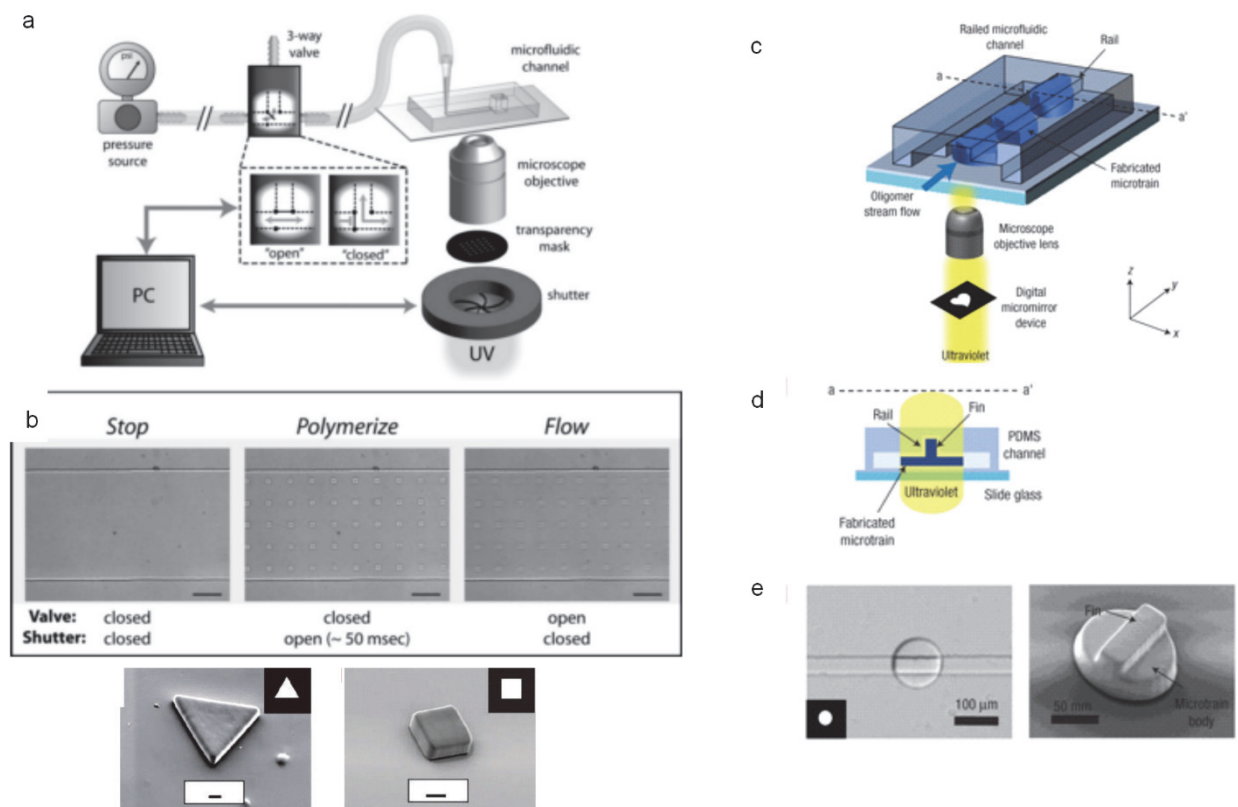 a
psi
3-way
valve
microfluidic
channel
pressure
source
microscope
objective
transparency
mask
"open"
"closed"
PC
shutter
UV
b
Stop
Polymerize
Flow
Valve:
closed
closed
open
Shutter:
closed
open (~ 50 msec)
closed
c
Railed microfluidic
channel
Rail
a
a'
Fabricated
microtrain
Oligomer
stream flow
Microscope
objective lens
Digital
micromirror
device
Ultraviolet
z
y
x
d
a
a'
Rail
Fin
PDMS
channel
Ultraviolet
Slide glass
Fabricated
microtrain
e
100 μm
Fin
50 mm
Microtrain
body